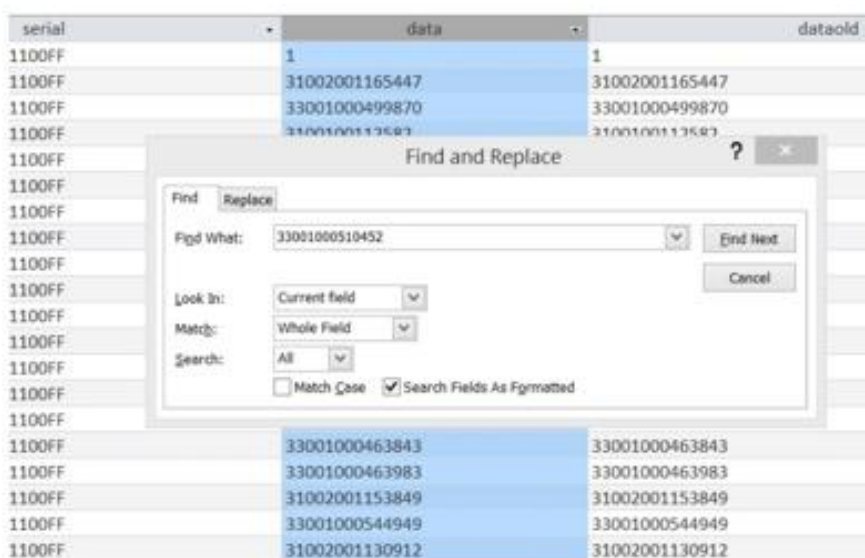 serial data dataold
1100FF 1 1
1100FF 31002001165447 31002001165447
1100FF 33001000499870 33001000499870
1100FF 3100100112582 3100100112582
1100FF Find and Replace ?
1100FF
1100FF Find Replace
1100FF Find What: 33001000510452 Find Next
1100FF
1100FF Cancel
Look In: Current field
1100FF
Match: Whole Field
1100FF
Search: All
1100FF
Match Case Search Fields As Formatted
1100FF
1100FF
1100FF 33001000463843 33001000463843
1100FF 33001000463983 33001000463983
1100FF 31002001153849 31002001153849
1100FF 33001000544949 33001000544949
1100FF 31002001130912 31002001130912